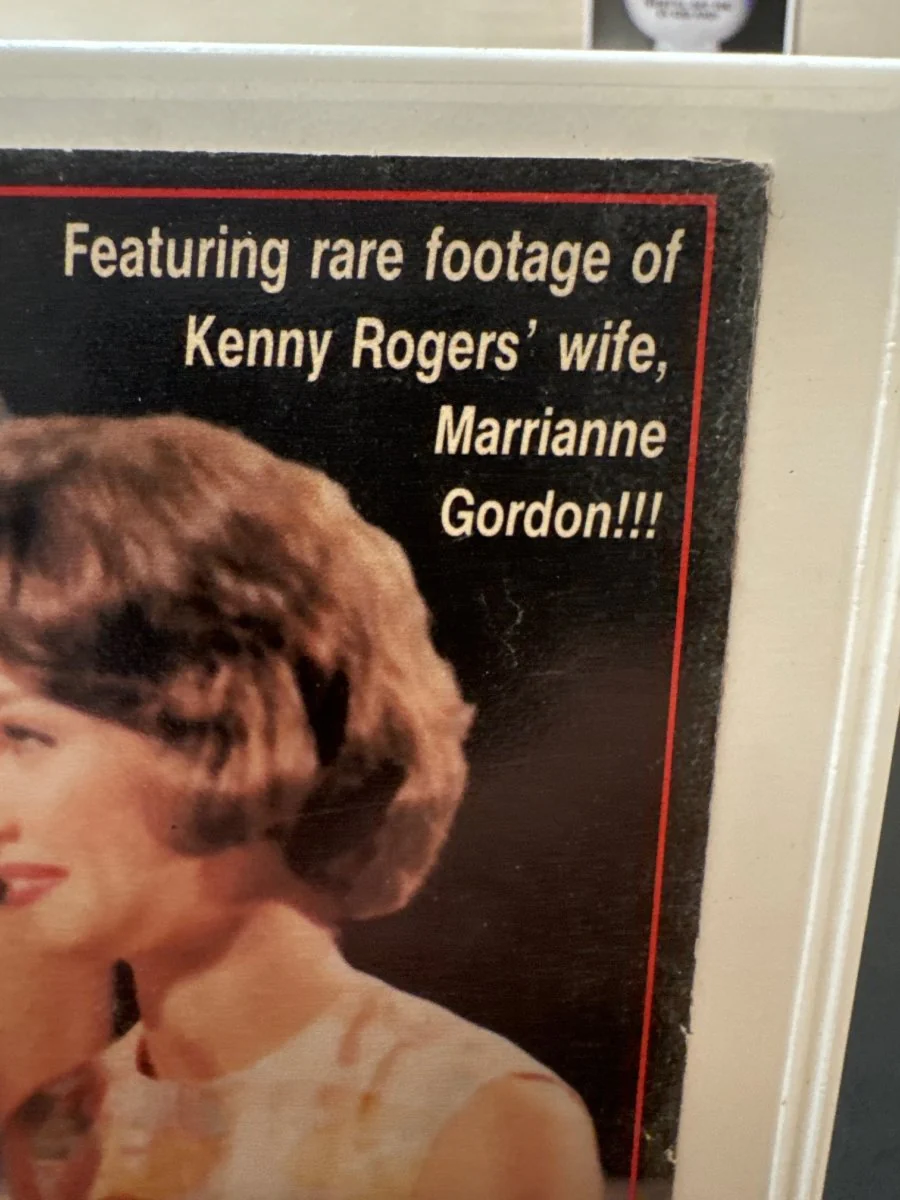 Featuring rare footage of
Kenny Rogers' wife,
Marrianne
Gordon!!!